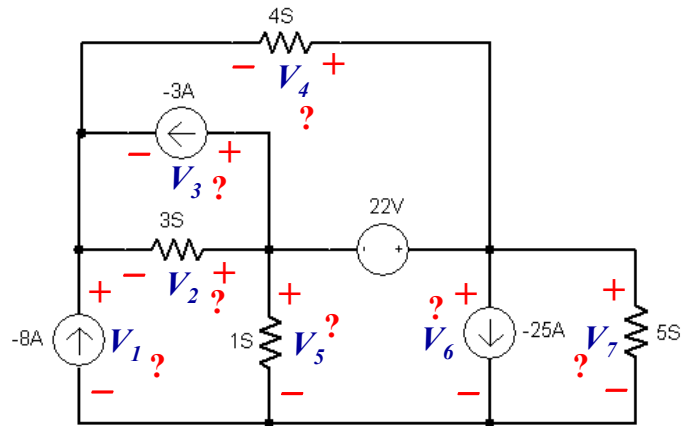 4S
− +
V4
?
-3A
− +
V3 ?
22V
3S
- +
− +
V2 ?
+ + + +
-8A V1 ? 1S V5 ? ? V6 -25A ? V7 5S
− − − −